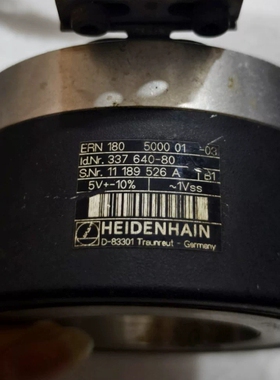 ERN 180 5000 01 -03
Id.Nr. 337 640-80
S.Nr. 11 189 526 A 1B1
5V+-10% ~1Vss
HEIDENHAIN
D-83301 Traunreut - Germany